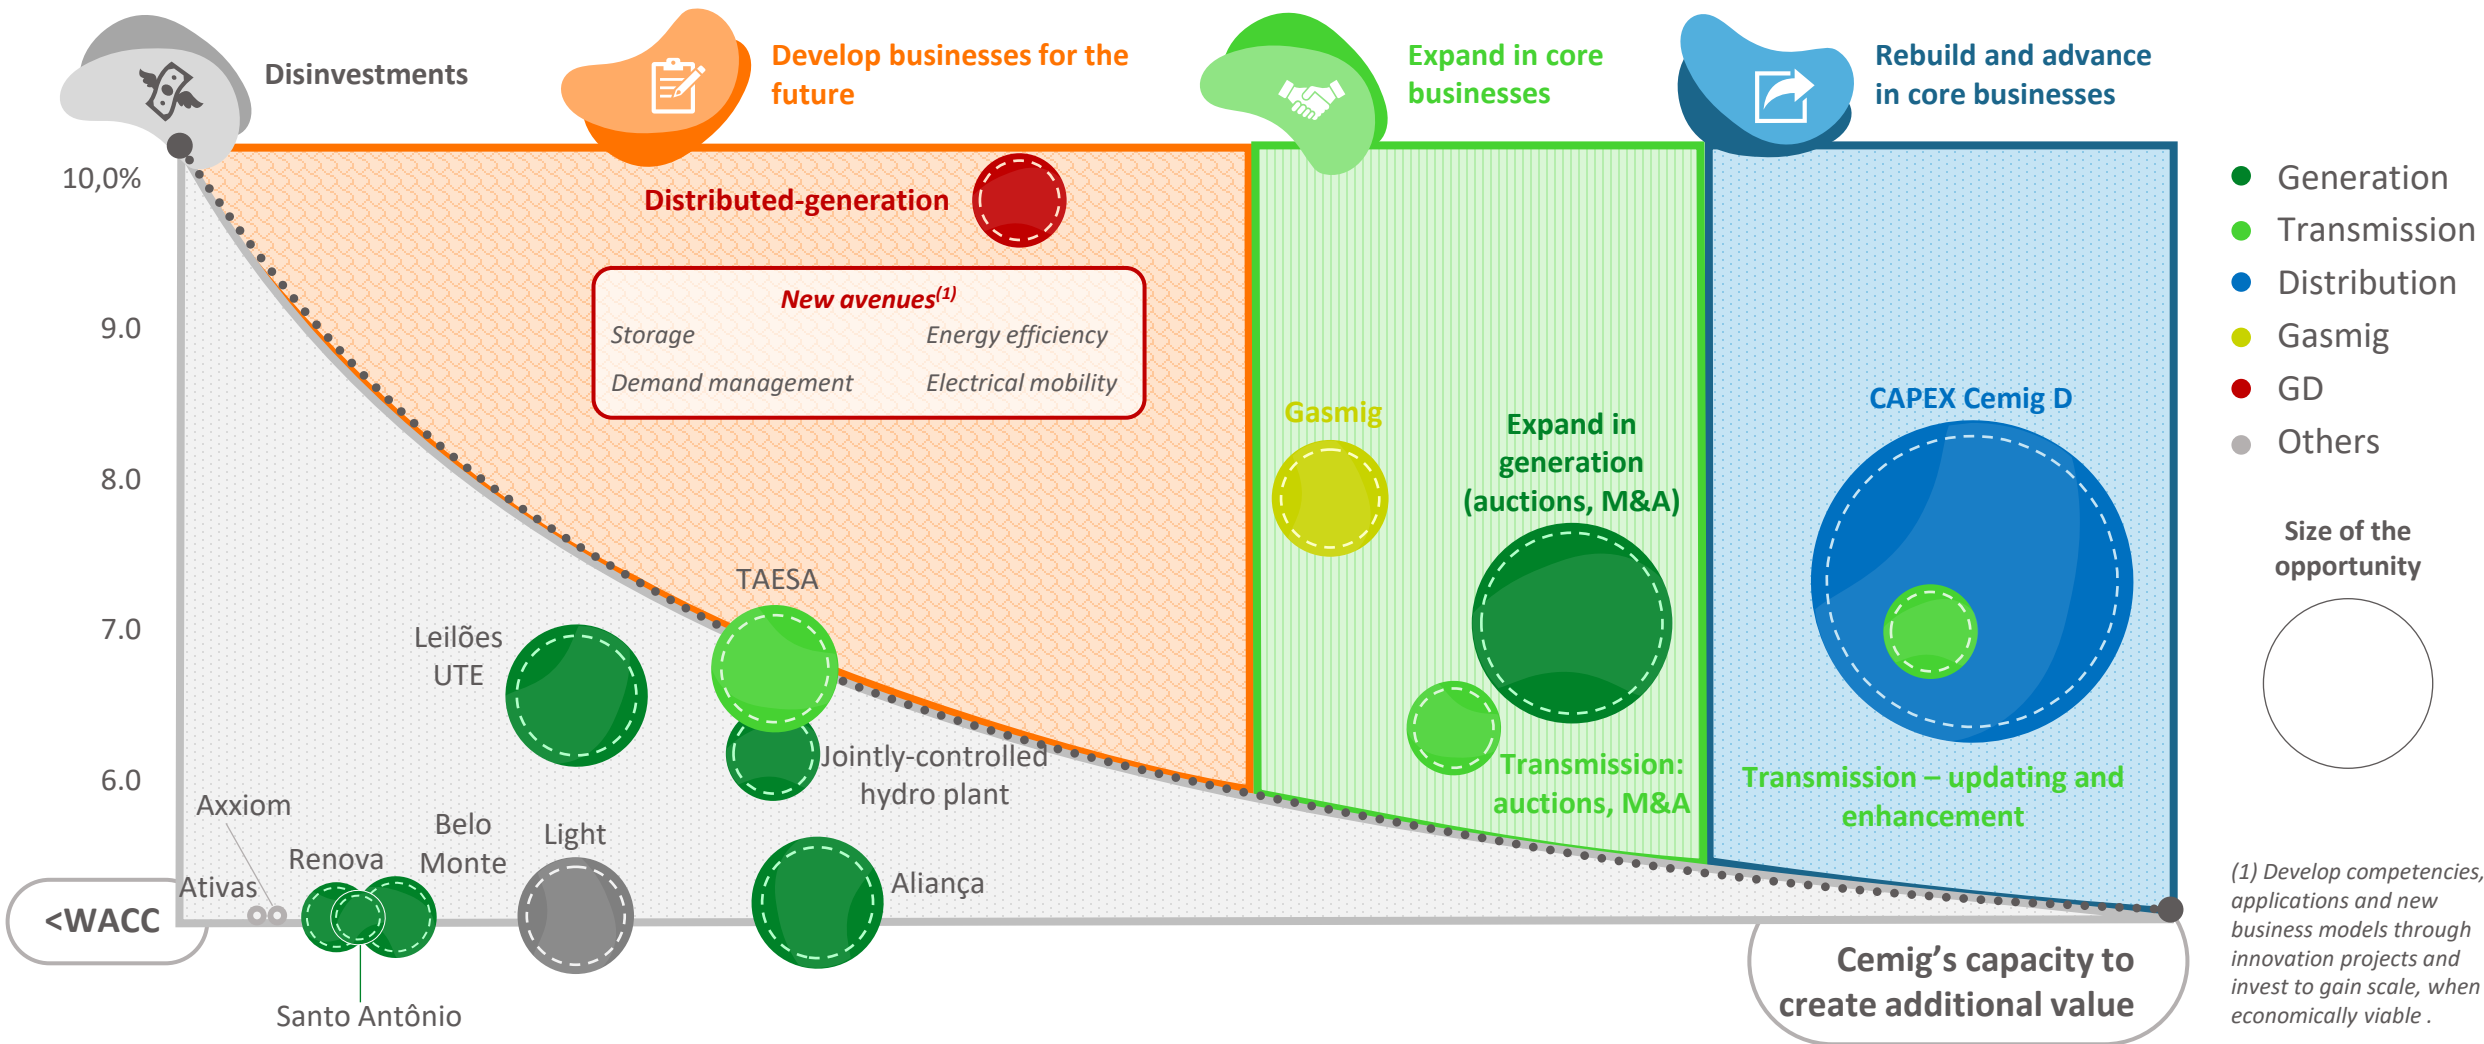 Disinvestments
Develop businesses for the
future
Expand in core
businesses
Rebuild and advance
in core businesses
10,0%
9.0
8.0
7.0
6.0
<WACC
Distributed-generation
New avenues(1)
Storage
Energy efficiency
Demand management
Electrical mobility
Gasmig
Expand in
generation
(auctions, M&A)
Transmission:
auctions, M&A
CAPEX Cemig D
Transmission – updating and
enhancement
TAESA
Leilões
UTE
Jointly-controlled
hydro plant
Axxiom
Ativas
Renova
Belo
Monte
Light
Aliança
Santo Antônio
Cemig's capacity to
create additional value
Generation
Transmission
Distribution
Gasmig
GD
Others
Size of the
opportunity
(1) Develop competencies,
applications and new
business models through
innovation projects and
invest to gain scale, when
economically viable .